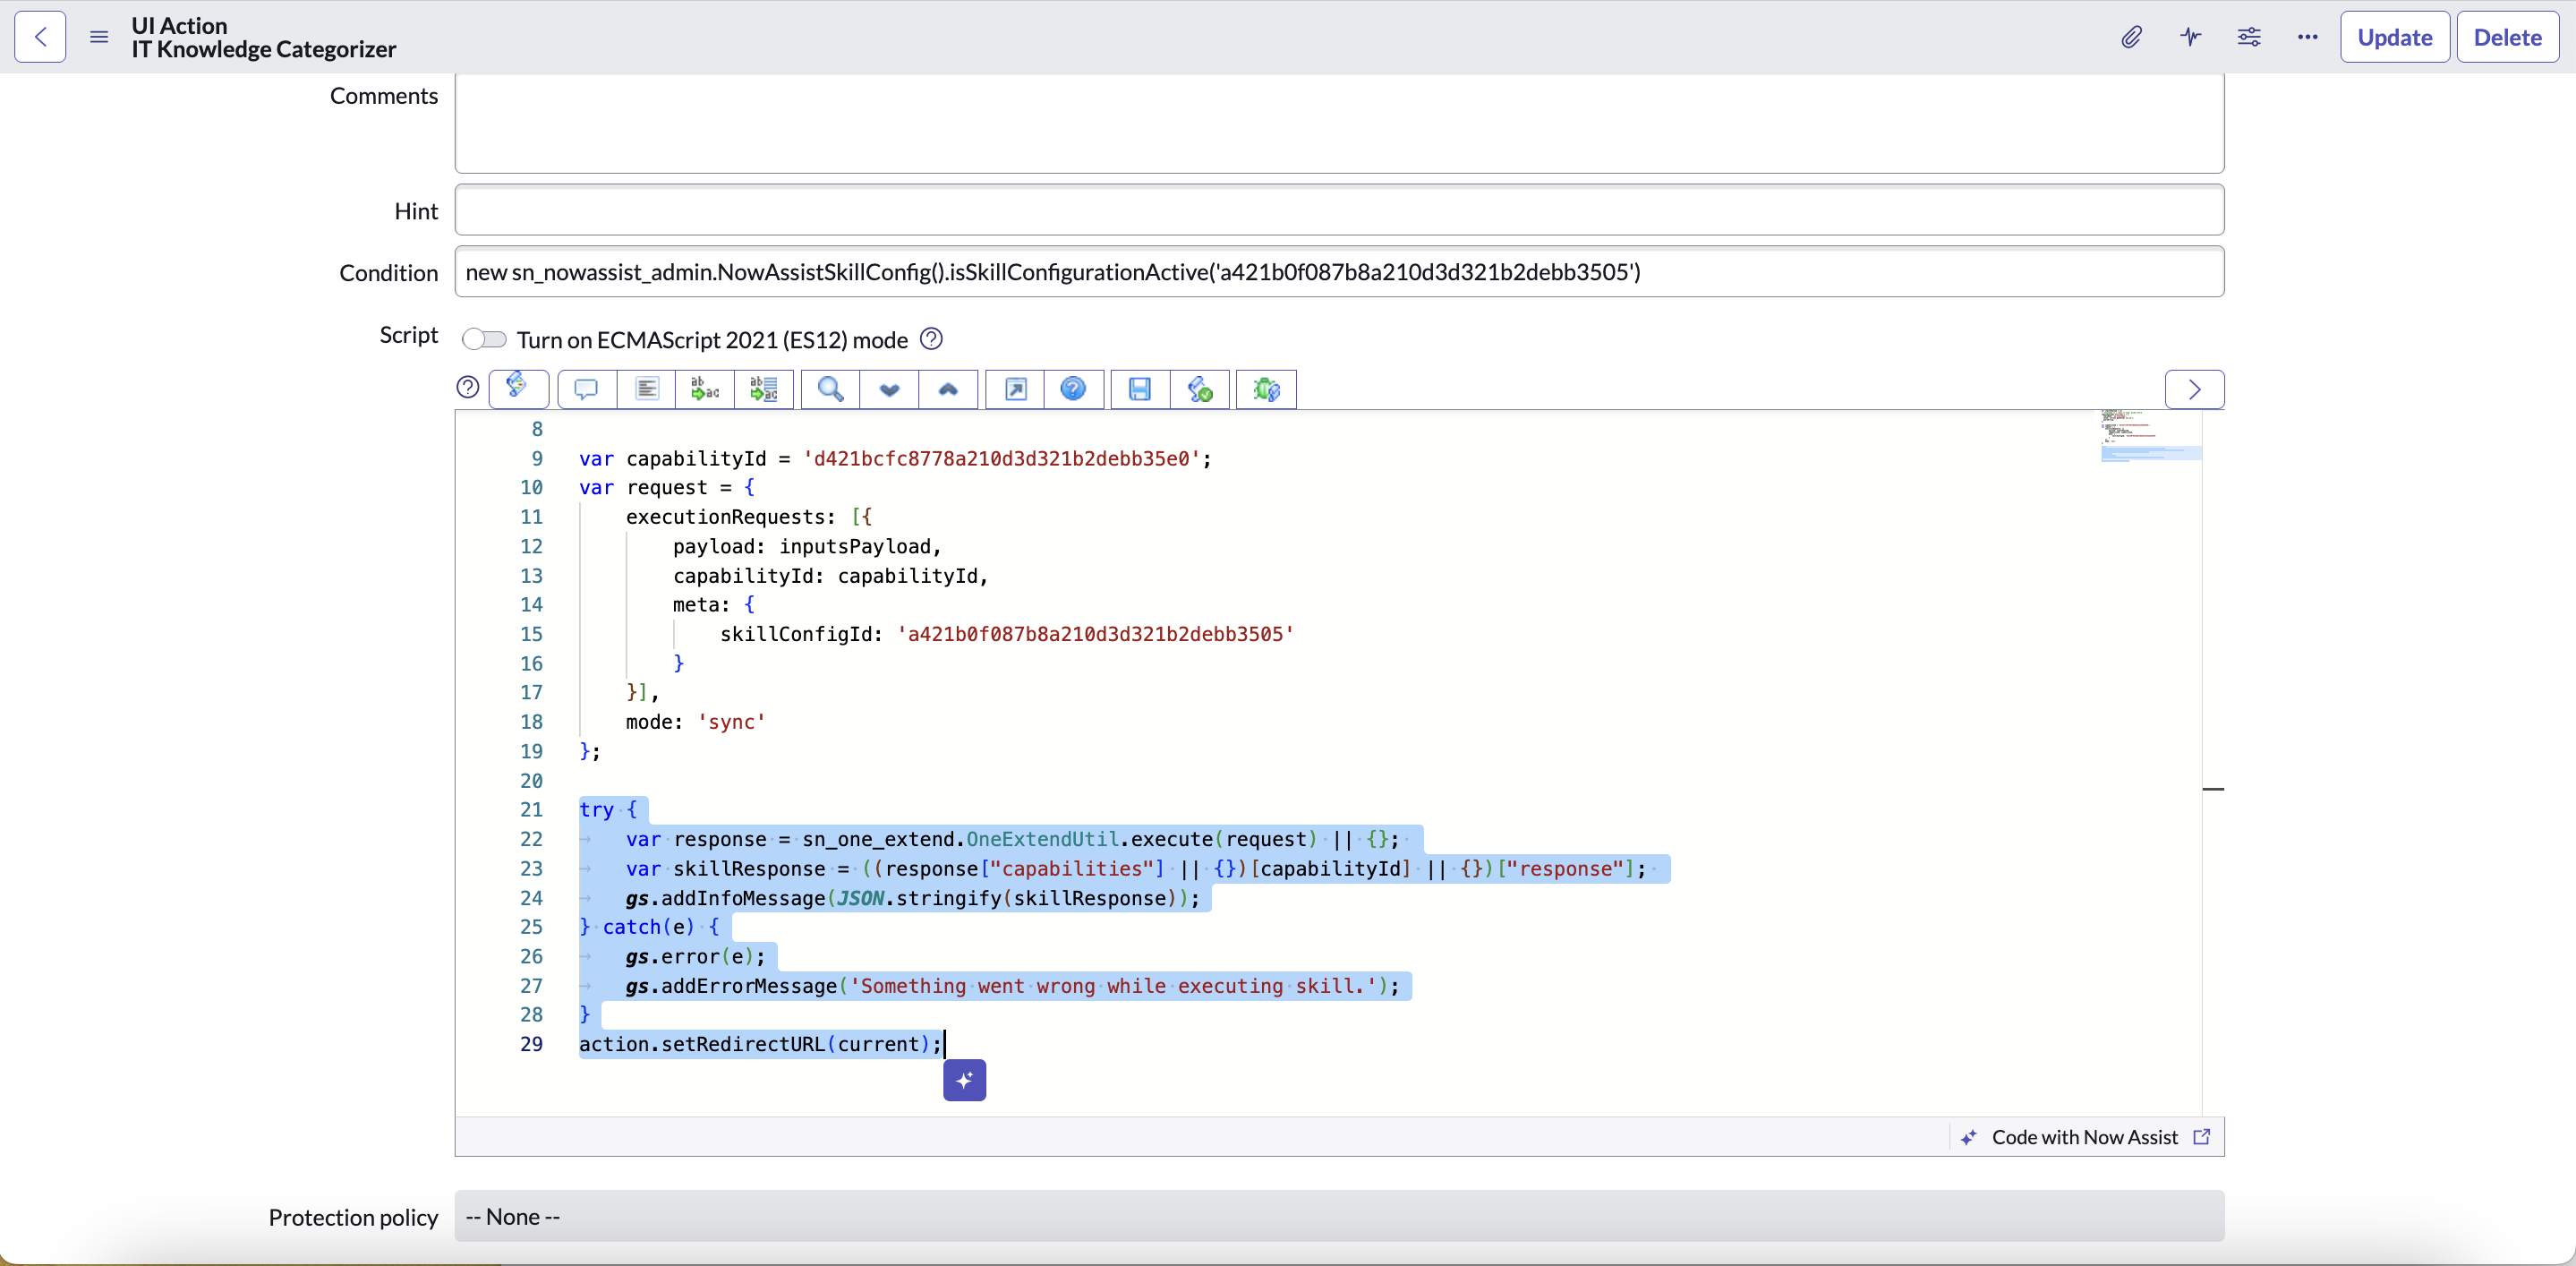 UI Action
IT Knowledge Categorizer
Update
Delete
Comments
Hint
Condition
new sn_nowassist_admin.NowAssistSkillConfig().isSkillConfigurationActive('a421b0f087b8a210d3d321b2debb3505')
Script
Turn on ECMAScript 2021 (ES12) mode
8
9 var capabilityId = 'd421bcfc8778a210d3d321b2debb35e0';
10 var request = {
11 executionRequests: [{
12 payload: inputsPayload,
13 capabilityId: capabilityId,
14 meta: {
15 skillConfigId: 'a421b0f087b8a210d3d321b2debb3505'
16 }
17 }],
18 mode: 'sync'
19 };
20
21 try {
22 var response = sn_one_extend.OneExtendUtil.execute(request) || {};
23 var skillResponse = ((response["capabilities"] || {})[capabilityId] || {})["response"];
24 gs.addInfoMessage(JSON.stringify(skillResponse));
25 } catch(e) {
26 gs.error(e);
27 gs.addErrorMessage('Something went wrong while executing skill.');
28 }
29 action.setRedirectURL(current);
Code with Now Assist
Protection policy
-- None --